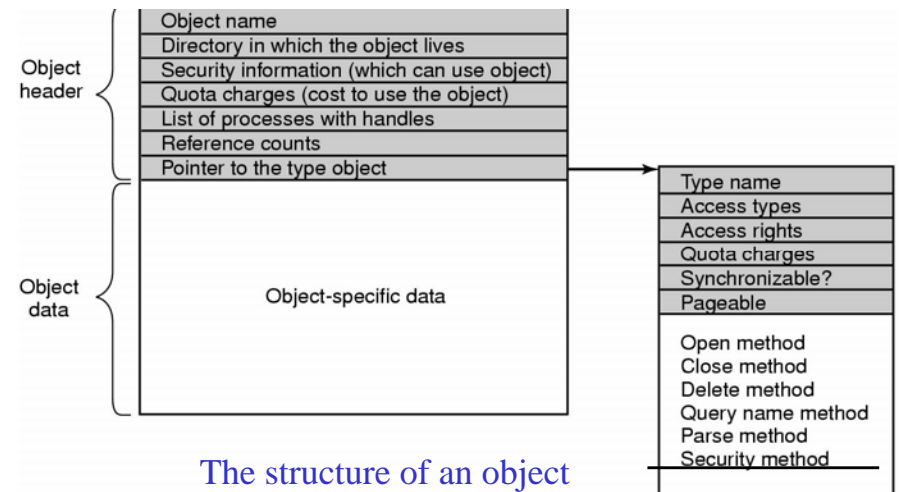 Object name
Directory in which the object lives
Security information (which can use object)
Quota charges (cost to use the object)
List of processes with handles
Reference counts
Pointer to the type object
Object
header
Object
data
Object-specific data
Type name
Access types
Access rights
Quota charges
Synchronizable?
Pageable
Open method
Close method
Delete method
Query name method
Parse method
Security method
The structure of an object